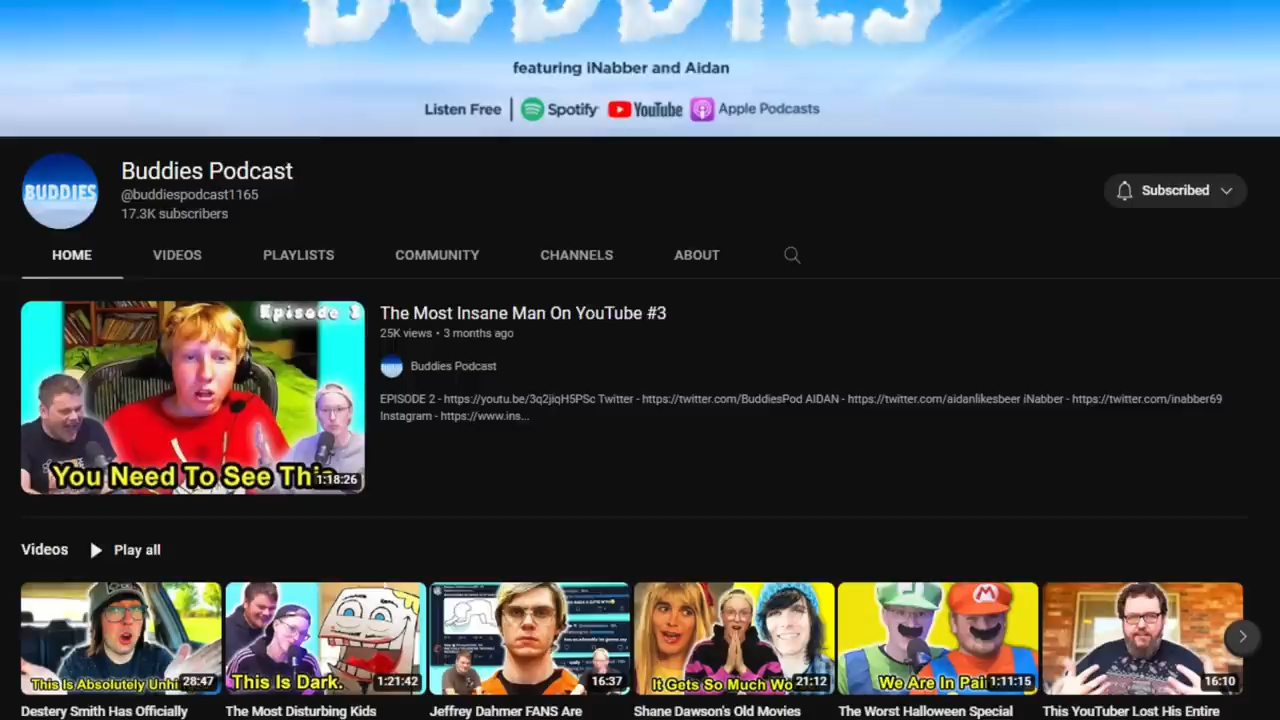 BUDDIES
featuring iNabber and Aidan
Listen Free | Spotify YouTube Apple Podcasts
BUDDIES
Buddies Podcast
@buddiespodcast1165
17.3K subscribers
Subscribed
HOME VIDEOS PLAYLISTS COMMUNITY CHANNELS ABOUT
Episode 3
You Need To See This
1:18:26
The Most Insane Man On YouTube #3
25K views • 3 months ago
Buddies Podcast
EPISODE 2 - https://youtu.be/3q2jiqH5PSc Twitter - https://twitter.com/BuddiesPod AIDAN - https://twitter.com/aidanlikesbeer iNabber - https://twitter.com/inabber69
Instagram - https://www.ins...
Videos Play all
This Is Absolutely Unhi 28:47
This Is Dark. 1:21:42
16:37
It Gets So Much Wo 21:12
M
We Are In Pai 1:11:15
16:10
Destery Smith Has Officially
The Most Disturbing Kids
Jeffrey Dahmer FANS Are
Shane Dawson's Old Movies
The Worst Halloween Special
This YouTuber Lost His Entire